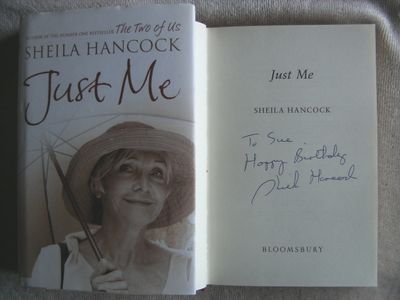 AUTHOR OF THE NUMBER ONE BESTSELLER The Two of Us
SHEILA HANCOCK
Just Me
Just Me
SHEILA HANCOCK
To Sue
Happy Birthday
Sheila Hancock
BLOOMSBURY